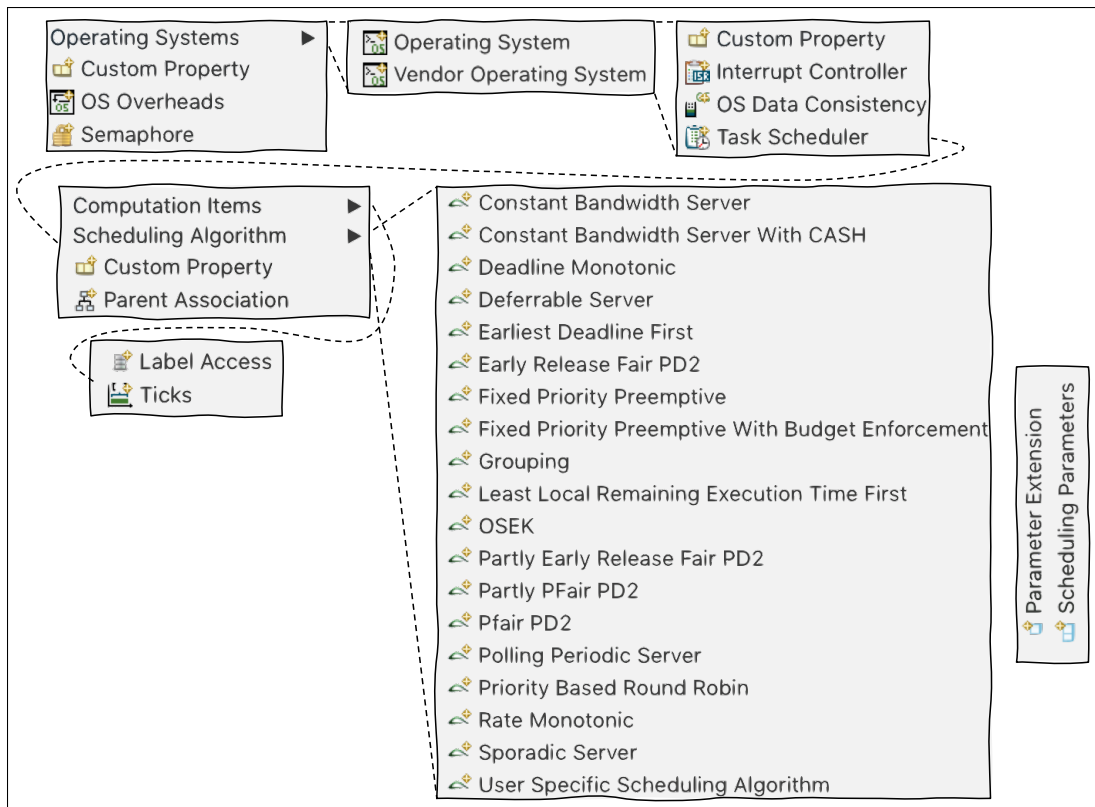 Operating Systems
Custom Property
OS Overheads
Semaphore
Operating System
Vendor Operating System
Custom Property
Interrupt Controller
OS Data Consistency
Task Scheduler
Computation Items
Scheduling Algorithm
Custom Property
Parent Association
Label Access
Ticks
Constant Bandwidth Server
Constant Bandwidth Server With CASH
Deadline Monotonic
Deferrable Server
Earliest Deadline First
Early Release Fair PD2
Fixed Priority Preemptive
Fixed Priority Preemptive With Budget Enforcement
Grouping
Least Local Remaining Execution Time First
OSEK
Partly Early Release Fair PD2
Partly PFair PD2
Pfair PD2
Polling Periodic Server
Priority Based Round Robin
Rate Monotonic
Sporadic Server
User Specific Scheduling Algorithm
Parameter Extension
Scheduling Parameters